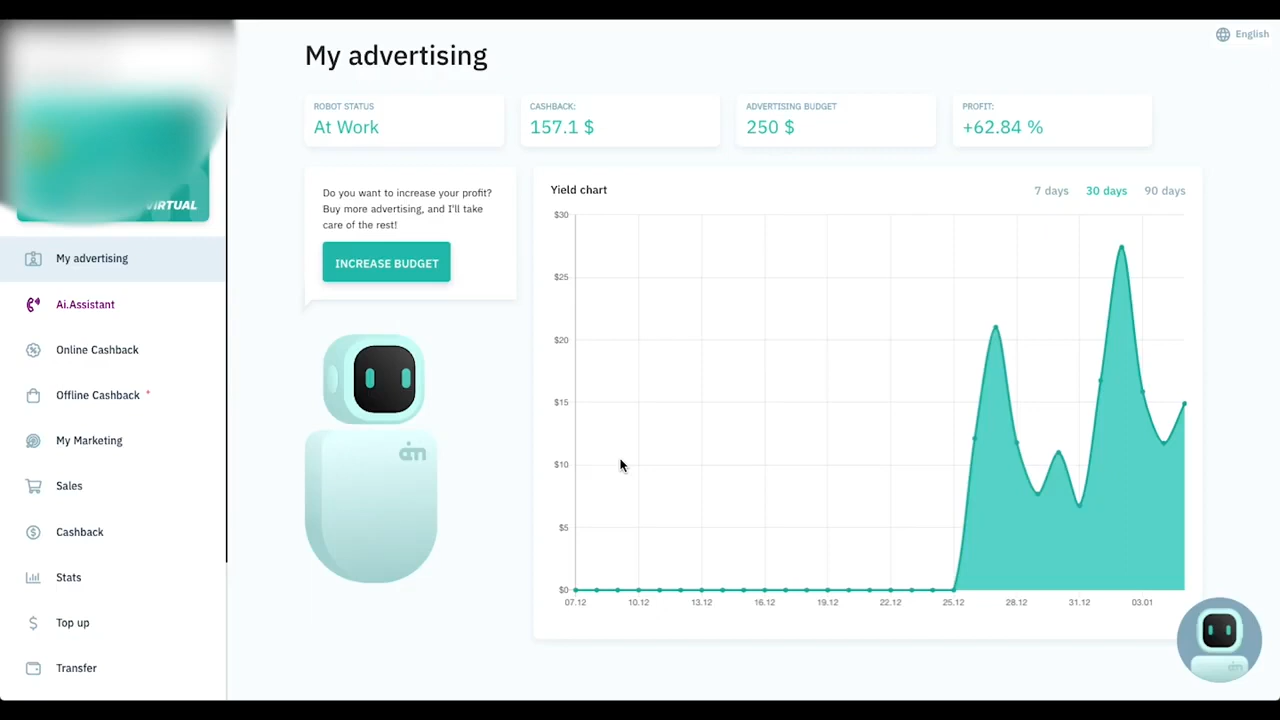 English
My advertising
ROBOT STATUS
At Work
CASHBACK:
157.1 $
ADVERTISING BUDGET
250 $
PROFIT:
+62.84 %
VIRTUAL
My advertising
Ai.Assistant
Online Cashback
Offline Cashback *
My Marketing
Sales
Cashback
Stats
Top up
Transfer
Do you want to increase your profit?
Buy more advertising, and I'll take
care of the rest!
INCREASE BUDGET
aim
Yield chart
7 days 30 days 90 days
$30
$25
$20
$15
$10
$5
$0
07.12 10.12 13.12 16.12 19.12 22.12 25.12 28.12 31.12 03.01
aim